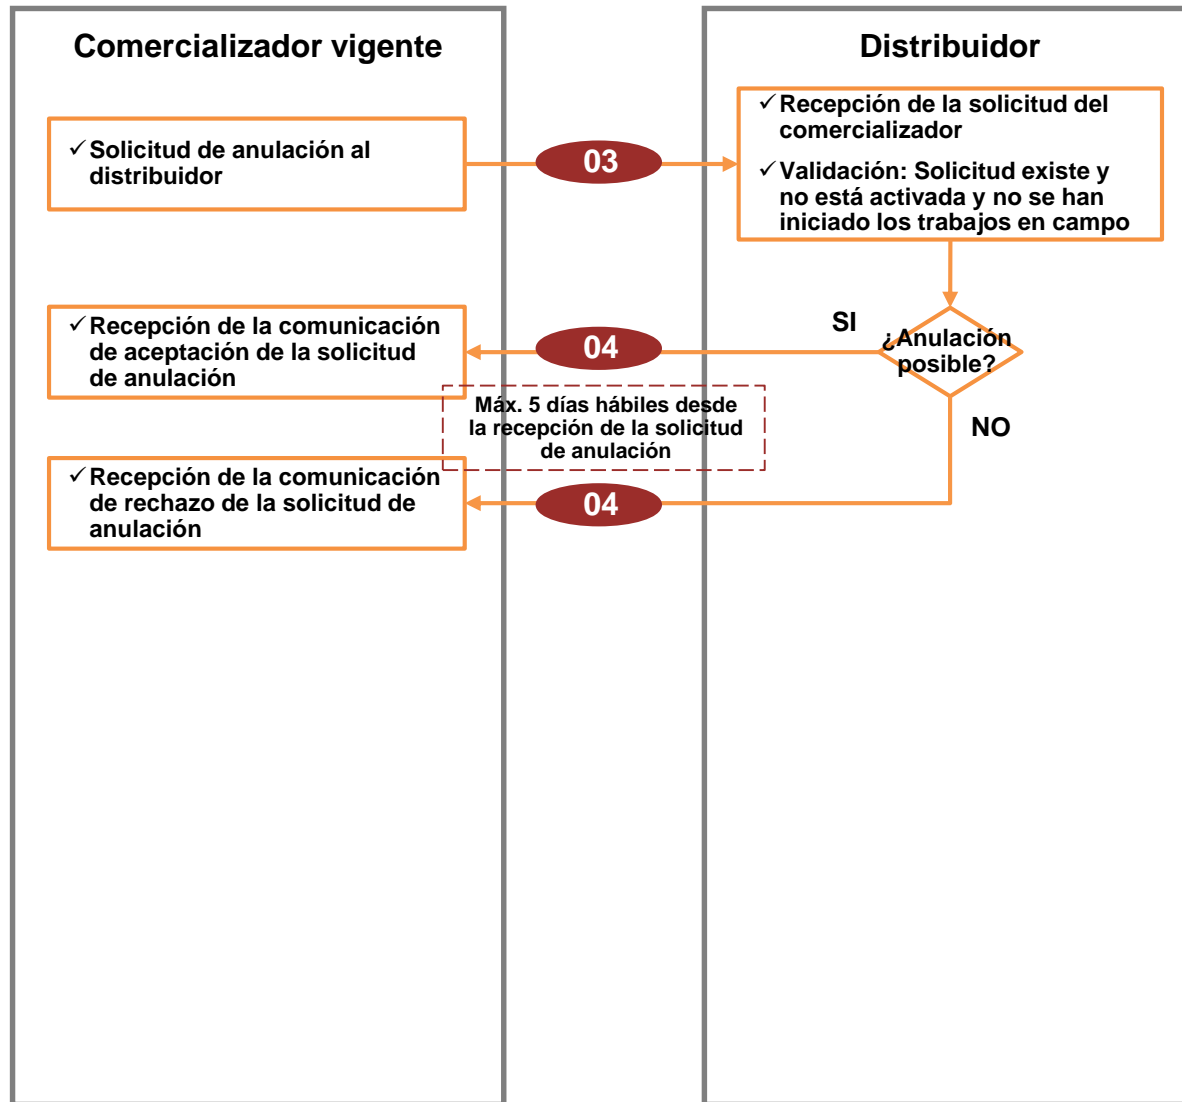 Comercializador vigente
Distribuidor
✓ Solicitud de anulación al
distribuidor
03
✓ Recepción de la solicitud del
comercializador
✓ Validación: Solicitud existe y
no está activada y no se han
iniciado los trabajos en campo
✓ Recepción de la comunicación
de aceptación de la solicitud
de anulación
04
SI
¿Anulación
posible?
Máx. 5 días hábiles desde
la recepción de la solicitud
de anulación
NO
✓ Recepción de la comunicación
de rechazo de la solicitud de
anulación
04